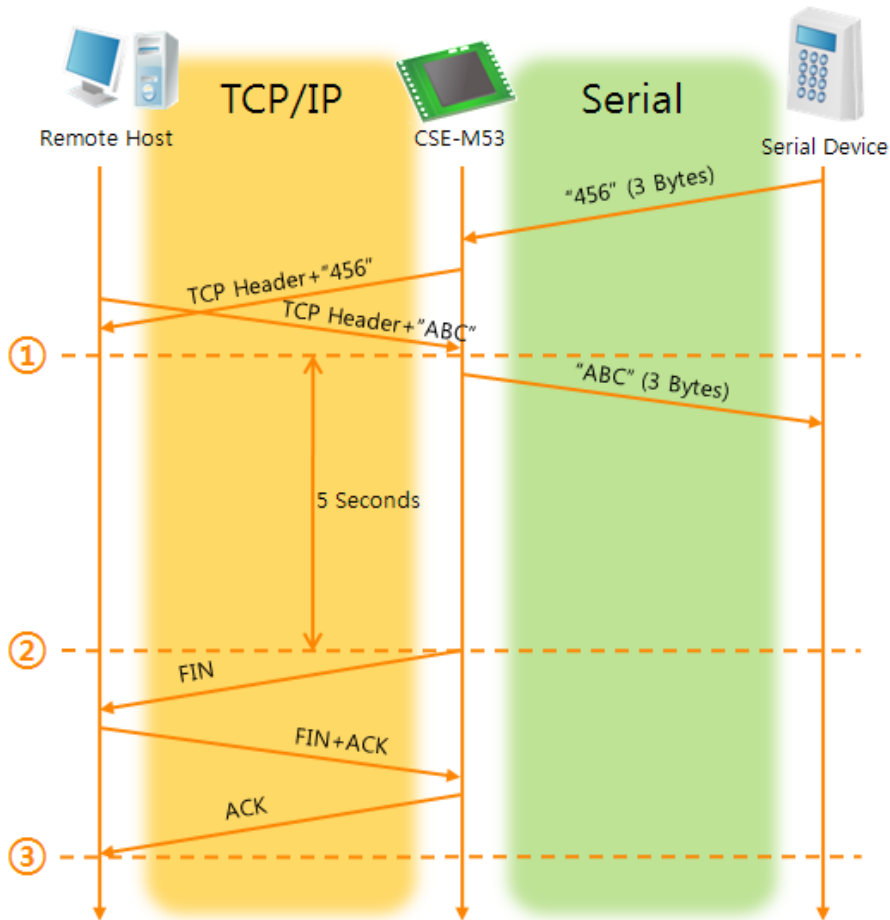 TCP/IP
Serial
Remote Host
CSE-M53
Serial Device
"456" (3 Bytes)
TCP Header+"456"
TCP Header+"ABC"
①
"ABC" (3 Bytes)
5 Seconds
②
FIN
FIN+ACK
ACK
③